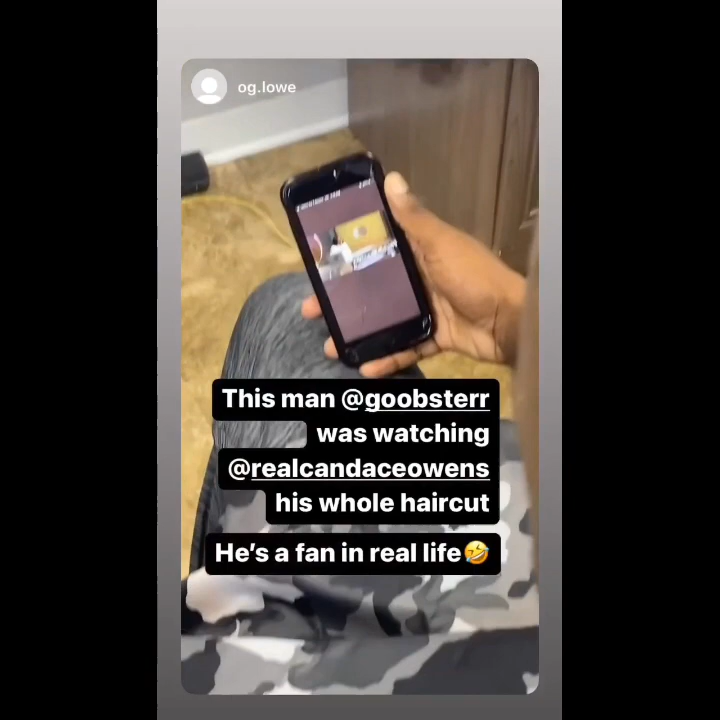 og.lowe
This man @goobsterr
was watching
@realcandaceowens
his whole haircut
He's a fan in real life🤣